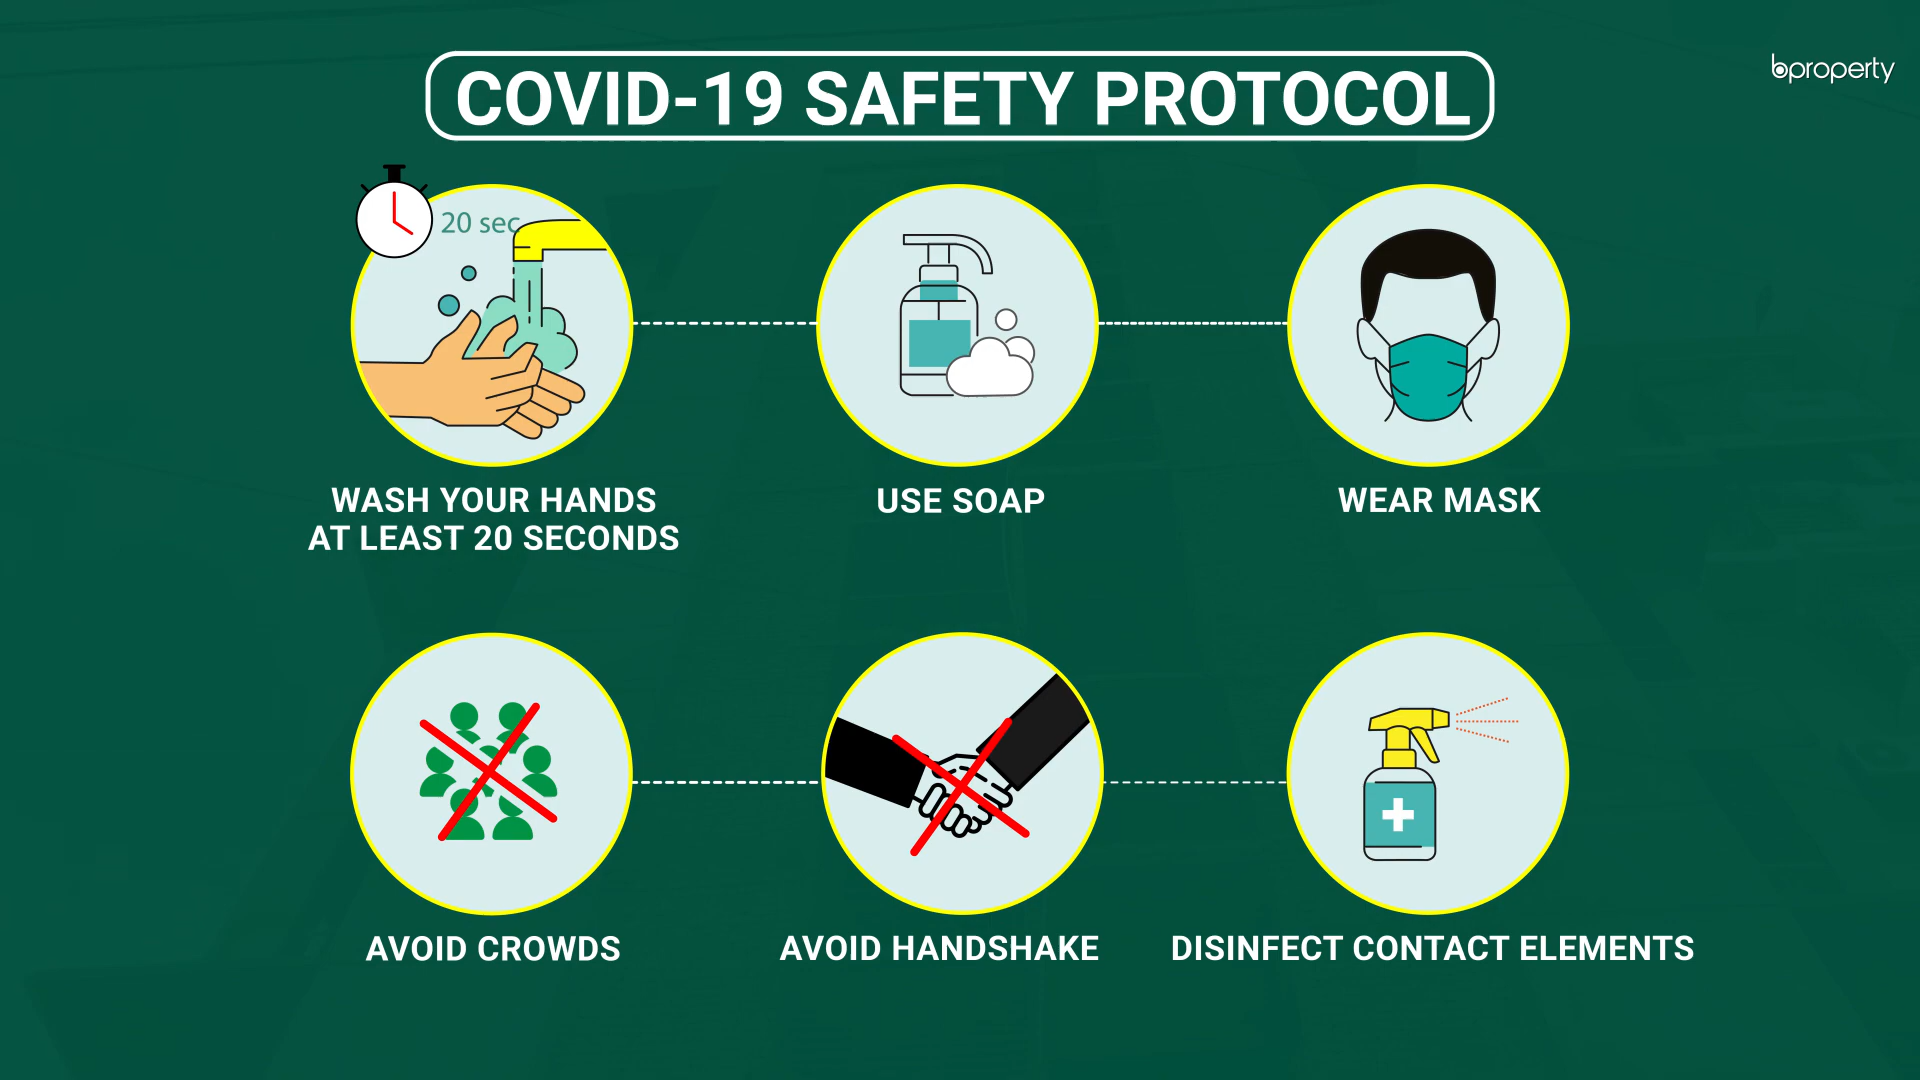 COVID-19 SAFETY PROTOCOL
bproperty
20 sec
WASH YOUR HANDS
AT LEAST 20 SECONDS
USE SOAP
WEAR MASK
AVOID CROWDS
AVOID HANDSHAKE
DISINFECT CONTACT ELEMENTS